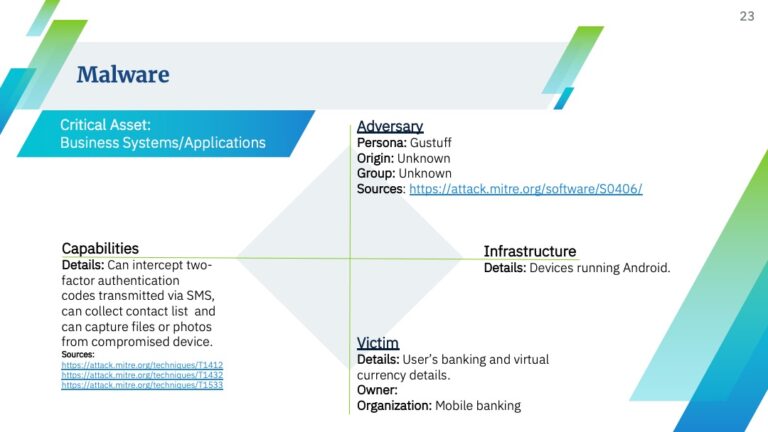 23
Malware
Critical Asset:
Business Systems/Applications
Adversary
Persona: Gustuff
Origin: Unknown
Group: Unknown
Sources: https://attack.mitre.org/software/S0406/
Capabilities
Details: Can intercept two-
factor authentication
codes transmitted via SMS,
can collect contact list and
can capture files or photos
from compromised device.
Sources:
https://attack.mitre.org/techniques/T1412
https://attack.mitre.org/techniques/T1432
https://attack.mitre.org/techniques/T1533
Infrastructure
Details: Devices running Android.
Victim
Details: User's banking and virtual
currency details.
Owner:
Organization: Mobile banking